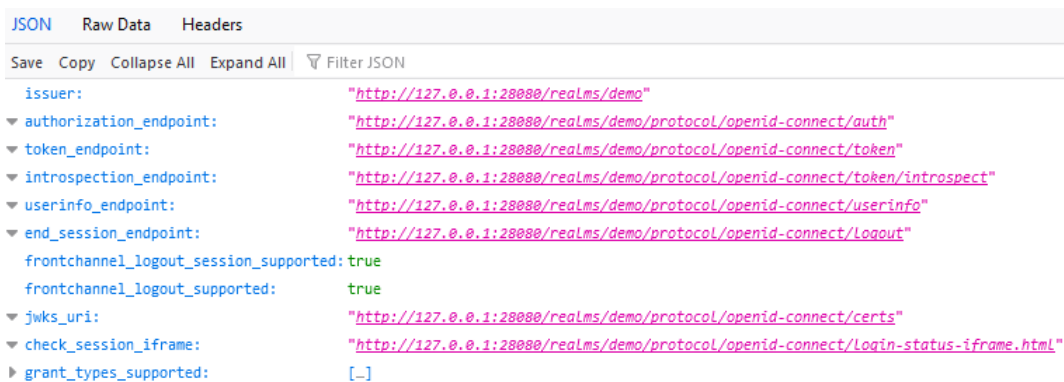 JSON Raw Data Headers
Save Copy Collapse All Expand All Filter JSON
issuer: "http://127.0.0.1:28080/realms/demo"
authorization_endpoint: "http://127.0.0.1:28080/realms/demo/protocol/openid-connect/auth"
token_endpoint: "http://127.0.0.1:28080/realms/demo/protocol/openid-connect/token"
introspection_endpoint: "http://127.0.0.1:28080/realms/demo/protocol/openid-connect/token/introspect"
userinfo_endpoint: "http://127.0.0.1:28080/realms/demo/protocol/openid-connect/userinfo"
end_session_endpoint: "http://127.0.0.1:28080/realms/demo/protocol/openid-connect/logout"
frontchannel_logout_session_supported: true
frontchannel_logout_supported: true
jwks_uri: "http://127.0.0.1:28080/realms/demo/protocol/openid-connect/certs"
check_session_iframe: "http://127.0.0.1:28080/realms/demo/protocol/openid-connect/login-status-iframe.html"
grant_types_supported: […]